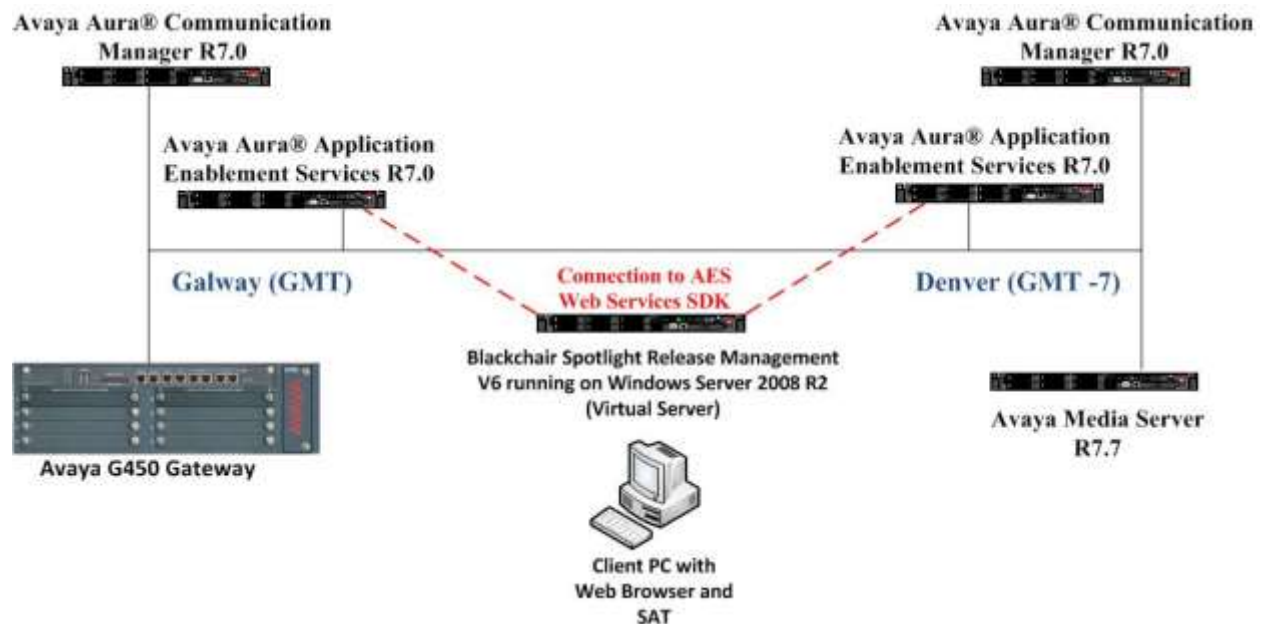 Avaya Aura® Communication
Manager R7.0
Avaya Aura® Communication
Manager R7.0
Avaya Aura® Application
Enablement Services R7.0
Avaya Aura® Application
Enablement Services R7.0
Galway (GMT)
Connection to AES
Web Services SDK
Denver (GMT -7)
Blackchair Spotlight Release Management
V6 running on Windows Server 2008 R2
(Virtual Server)
Avaya G450 Gateway
Avaya Media Server
R7.7
Client PC with
Web Browser and
SAT